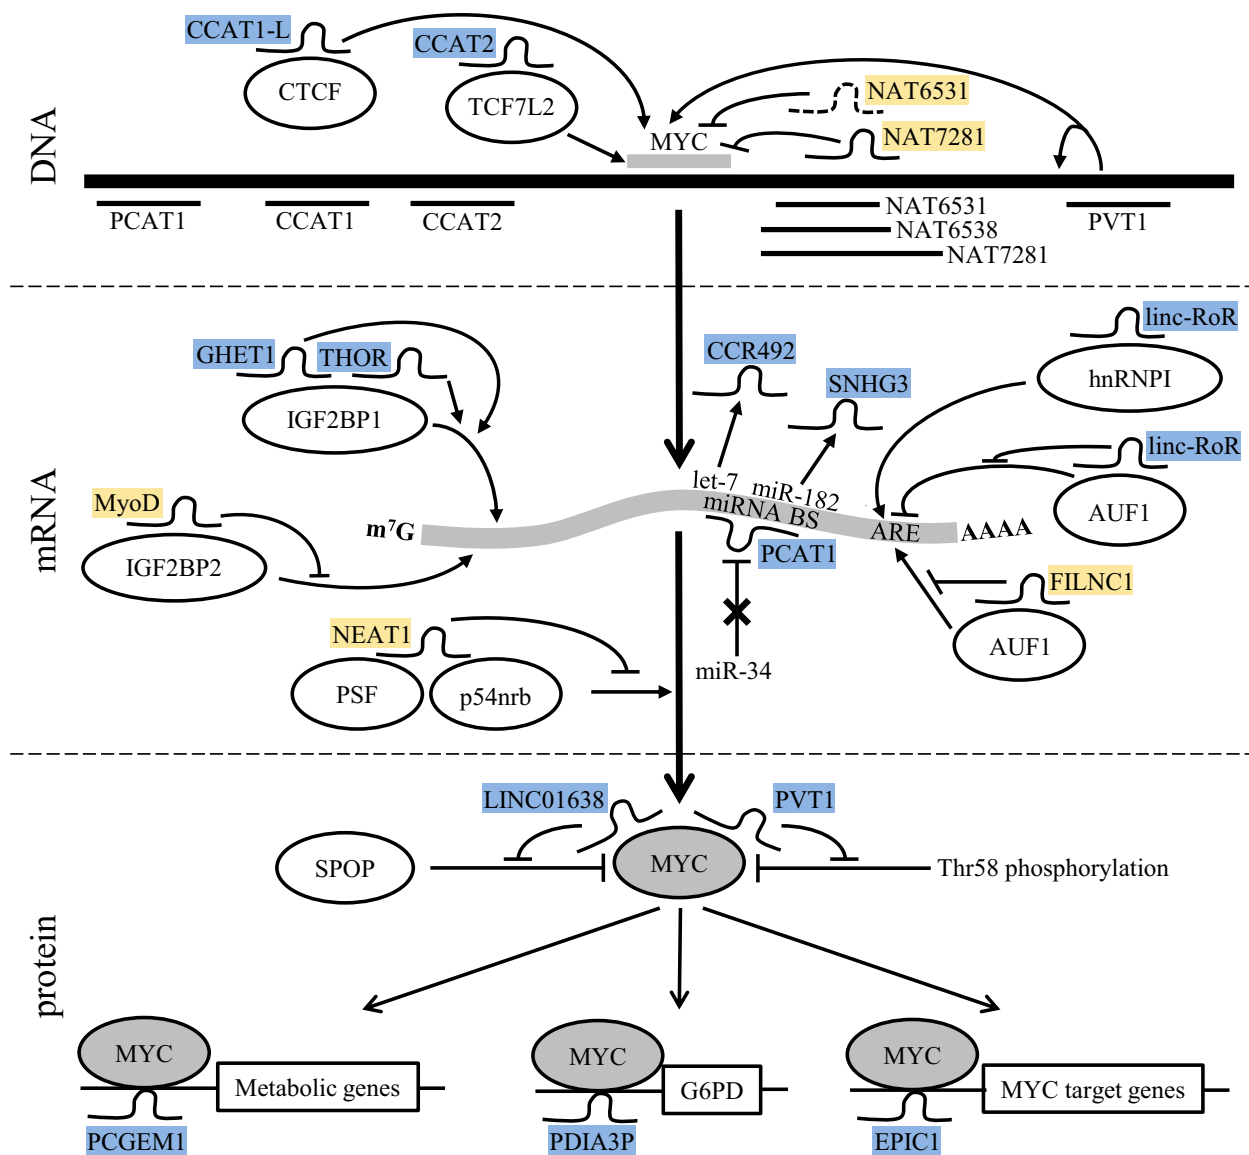 DNA
CCAT1-L
CTCF
CCAT2
TCF7L2
MYC
NAT6531
NAT7281
PCAT1
CCAT1
CCAT2
NAT6531
NAT6538
NAT7281
PVT1
mRNA
GHET1
THOR
IGF2BP1
CCR492
SNHG3
linc-RoR
hnRNPI
linc-RoR
AUF1
let-7
miR-182
miRNA BS
MyoD
IGF2BP2
m⁷G
ARE
AAAA
PCAT1
FILNC1
AUF1
NEAT1
PSF
p54nrb
miR-34
protein
LINC01638
PVT1
SPOP
MYC
Thr58 phosphorylation
MYC
Metabolic genes
PCGEM1
MYC
G6PD
PDIA3P
MYC
MYC target genes
EPIC1